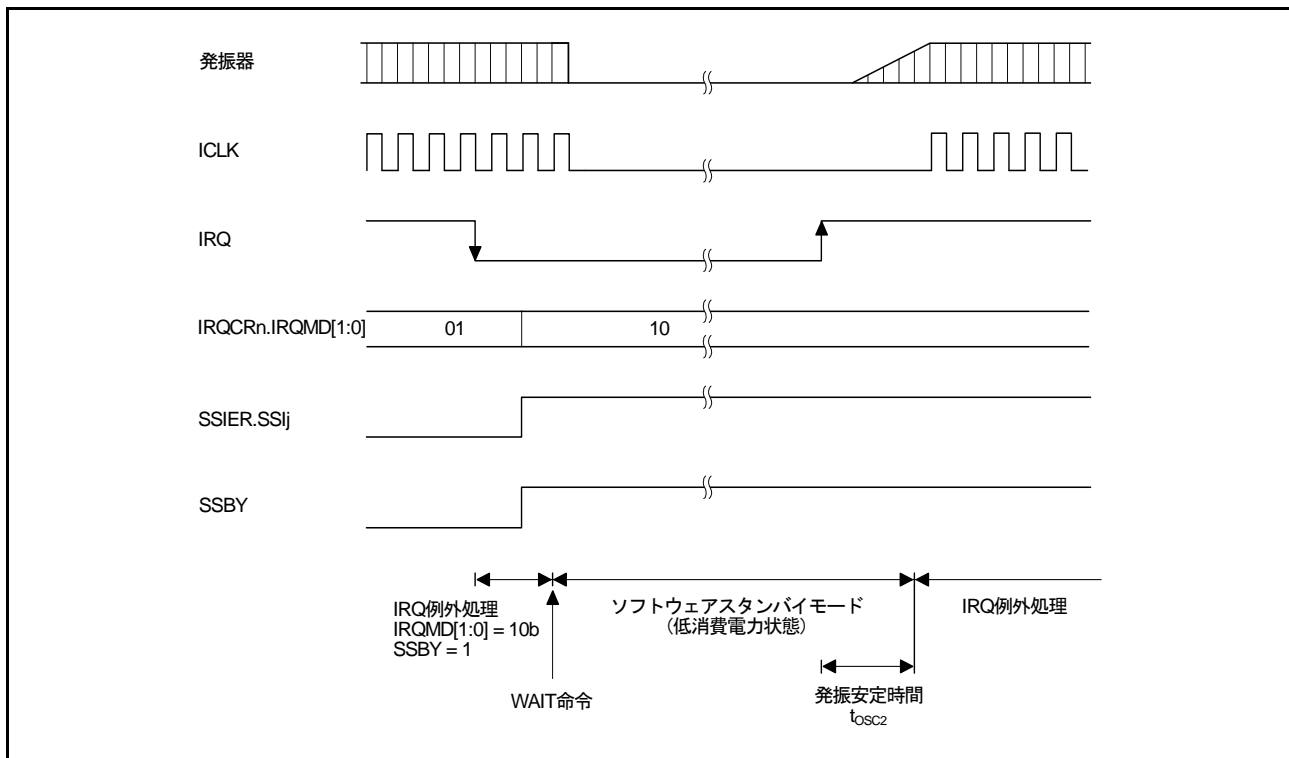 発振器
ICLK
IRQ
IRQCRn.IRQMD[1:0]
01
10
SSIER.SSIj
SSBY
IRQ例外処理
IRQMD[1:0] = 10b
SSBY = 1
WAIT命令
ソフトウェアスタンバイモード
(低消費電力状態)
発振安定時間
tOSC2
IRQ例外処理